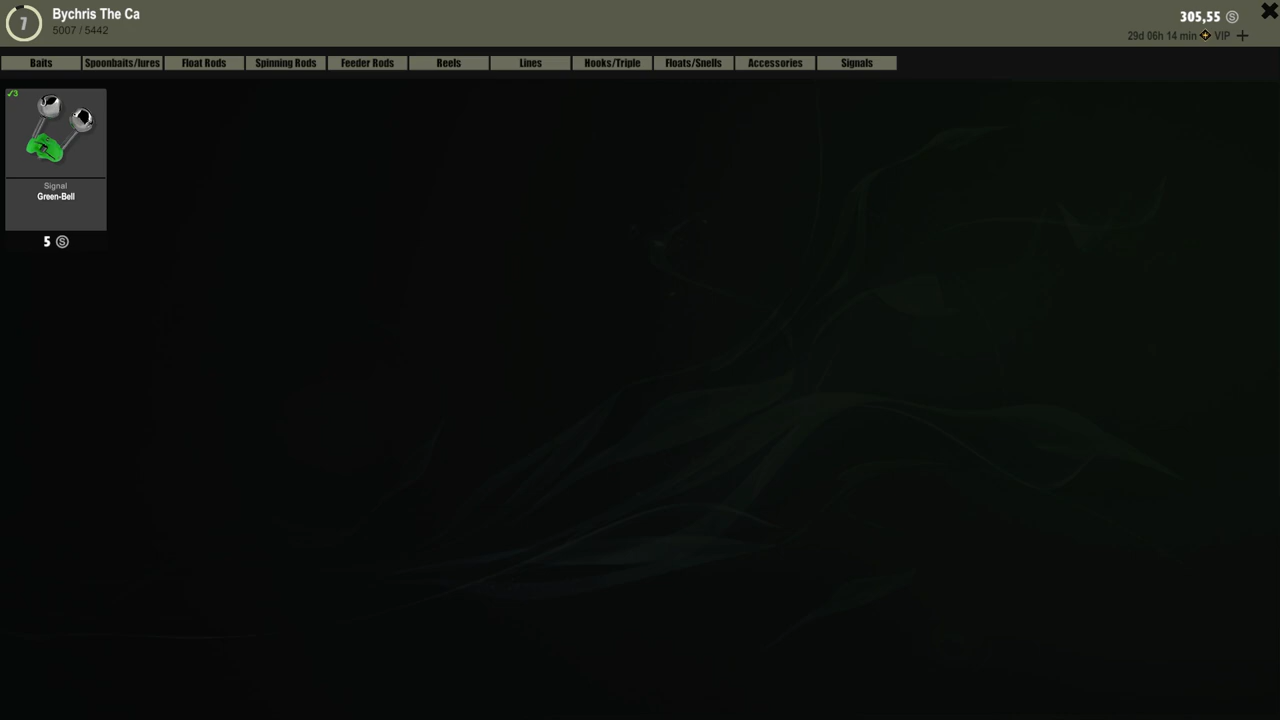 7
Bychris The Ca
5007 / 5442
305,55 S
29d 06h 14 min VIP +
Baits Spoonbaits/lures Float Rods Spinning Rods Feeder Rods Reels Lines Hooks/Triple Floats/Snells Accessories Signals
✓3
Signal
Green-Bell
5 S